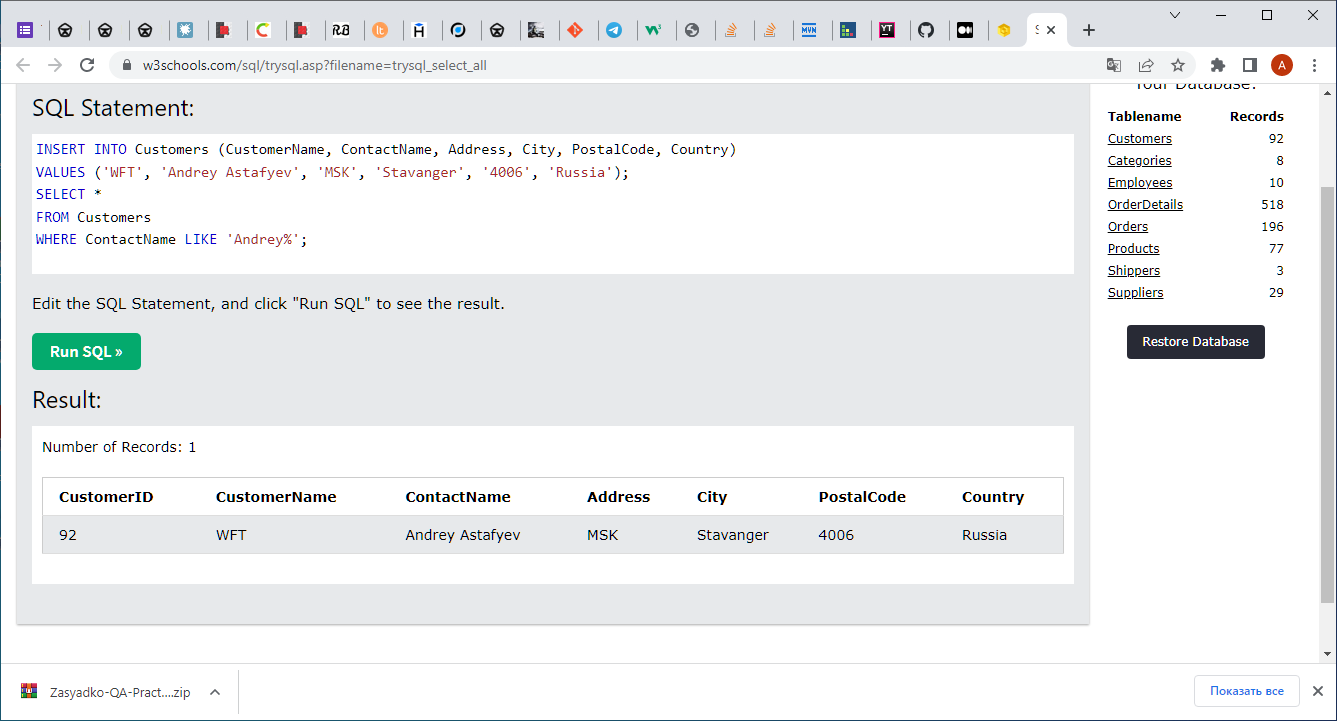 w3schools.com/sql/trysql.asp?filename=trysql_select_all
A
SQL Statement:
INSERT INTO Customers (CustomerName, ContactName, Address, City, PostalCode, Country)
VALUES ('WFT', 'Andrey Astafyev', 'MSK', 'Stavanger', '4006', 'Russia');
SELECT *
FROM Customers
WHERE ContactName LIKE 'Andrey%';
Edit the SQL Statement, and click "Run SQL" to see the result.
Run SQL »
Result:
Number of Records: 1
CustomerID CustomerName ContactName Address City PostalCode Country
92 WFT Andrey Astafyev MSK Stavanger 4006 Russia
Your Database:
Tablename Records
Customers 92
Categories 8
Employees 10
OrderDetails 518
Orders 196
Products 77
Shippers 3
Suppliers 29
Restore Database
Zasyadko-QA-Pract....zip
Показать все